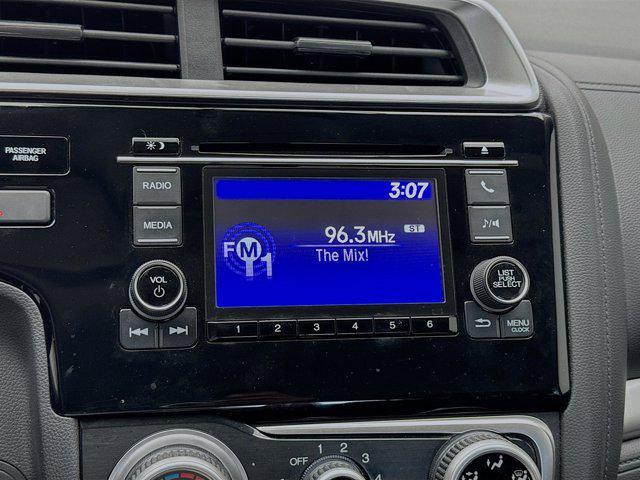 PASSENGER
AIRBAG
RADIO
MEDIA
VOL
3:07
96.3MHz ST
FM1
The Mix!
LIST
PUSH
SELECT
MENU
CLOCK
1 2 3 4 5 6
OFF 1 2 3 4